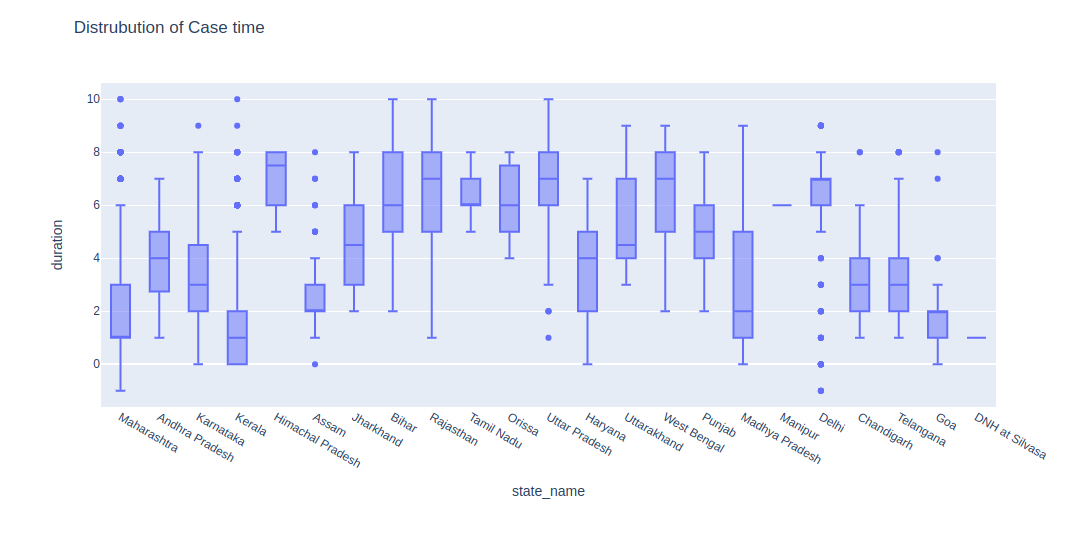 Distrubution of Case time
duration
10
8
6
4
2
0
Maharashtra
Andhra Pradesh
Karnataka
Kerala
Himachal Pradesh
Assam
Jharkhand
Bihar
Rajasthan
Tamil Nadu
Orissa
Uttar Pradesh
Haryana
Uttarakhand
West Bengal
Punjab
Madhya Pradesh
Manipur
Delhi
Chandigarh
Telangana
Goa
DNH at Silvasa
state_name